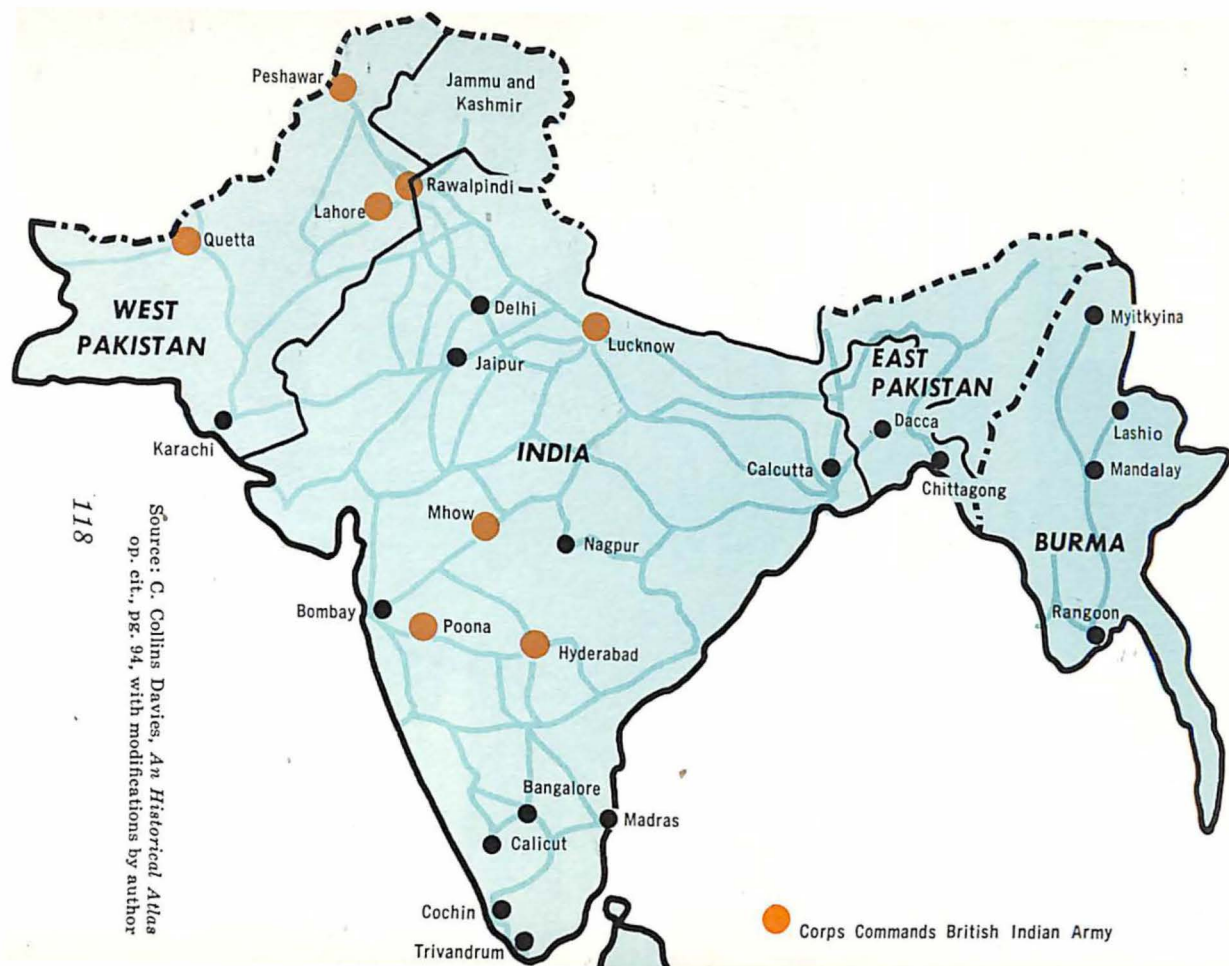 Peshawar
Jammu and
Kashmir
Rawalpindi
Lahore
Quetta
WEST
PAKISTAN
Delhi
Lucknow
Jaipur
Karachi
INDIA
Myitkyina
EAST
PAKISTAN
Dacca
Lashio
Calcutta
Chittagong
Mandalay
Mhow
Nagpur
BURMA
Bombay
Poona
Hyderabad
Rangoon
Bangalore
Madras
Calicut
Cochin
Trivandrum
Corps Commands British Indian Army
Source: C. Collins Davies, An Historical Atlas
op. cit., pg. 94, with modifications by author
118